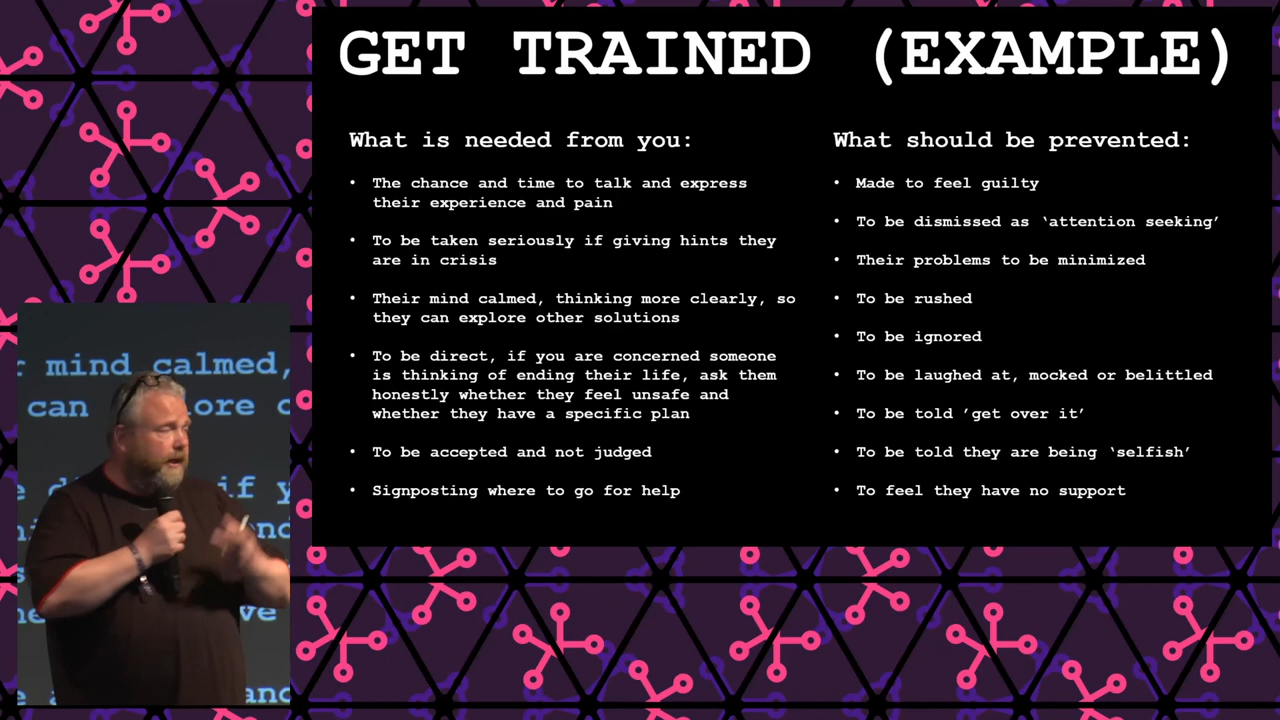 GET TRAINED (EXAMPLE)
What is needed from you:
• The chance and time to talk and express
their experience and pain
• To be taken seriously if giving hints they
are in crisis
• Their mind calmed, thinking more clearly, so
they can explore other solutions
• To be direct, if you are concerned someone
is thinking of ending their life, ask them
honestly whether they feel unsafe and
whether they have a specific plan
• To be accepted and not judged
• Signposting where to go for help
What should be prevented:
• Made to feel guilty
• To be dismissed as ‘attention seeking’
• Their problems to be minimized
• To be rushed
• To be ignored
• To be laughed at, mocked or belittled
• To be told ’get over it’
• To be told they are being ‘selfish’
• To feel they have no support
mind calmed,
can
if